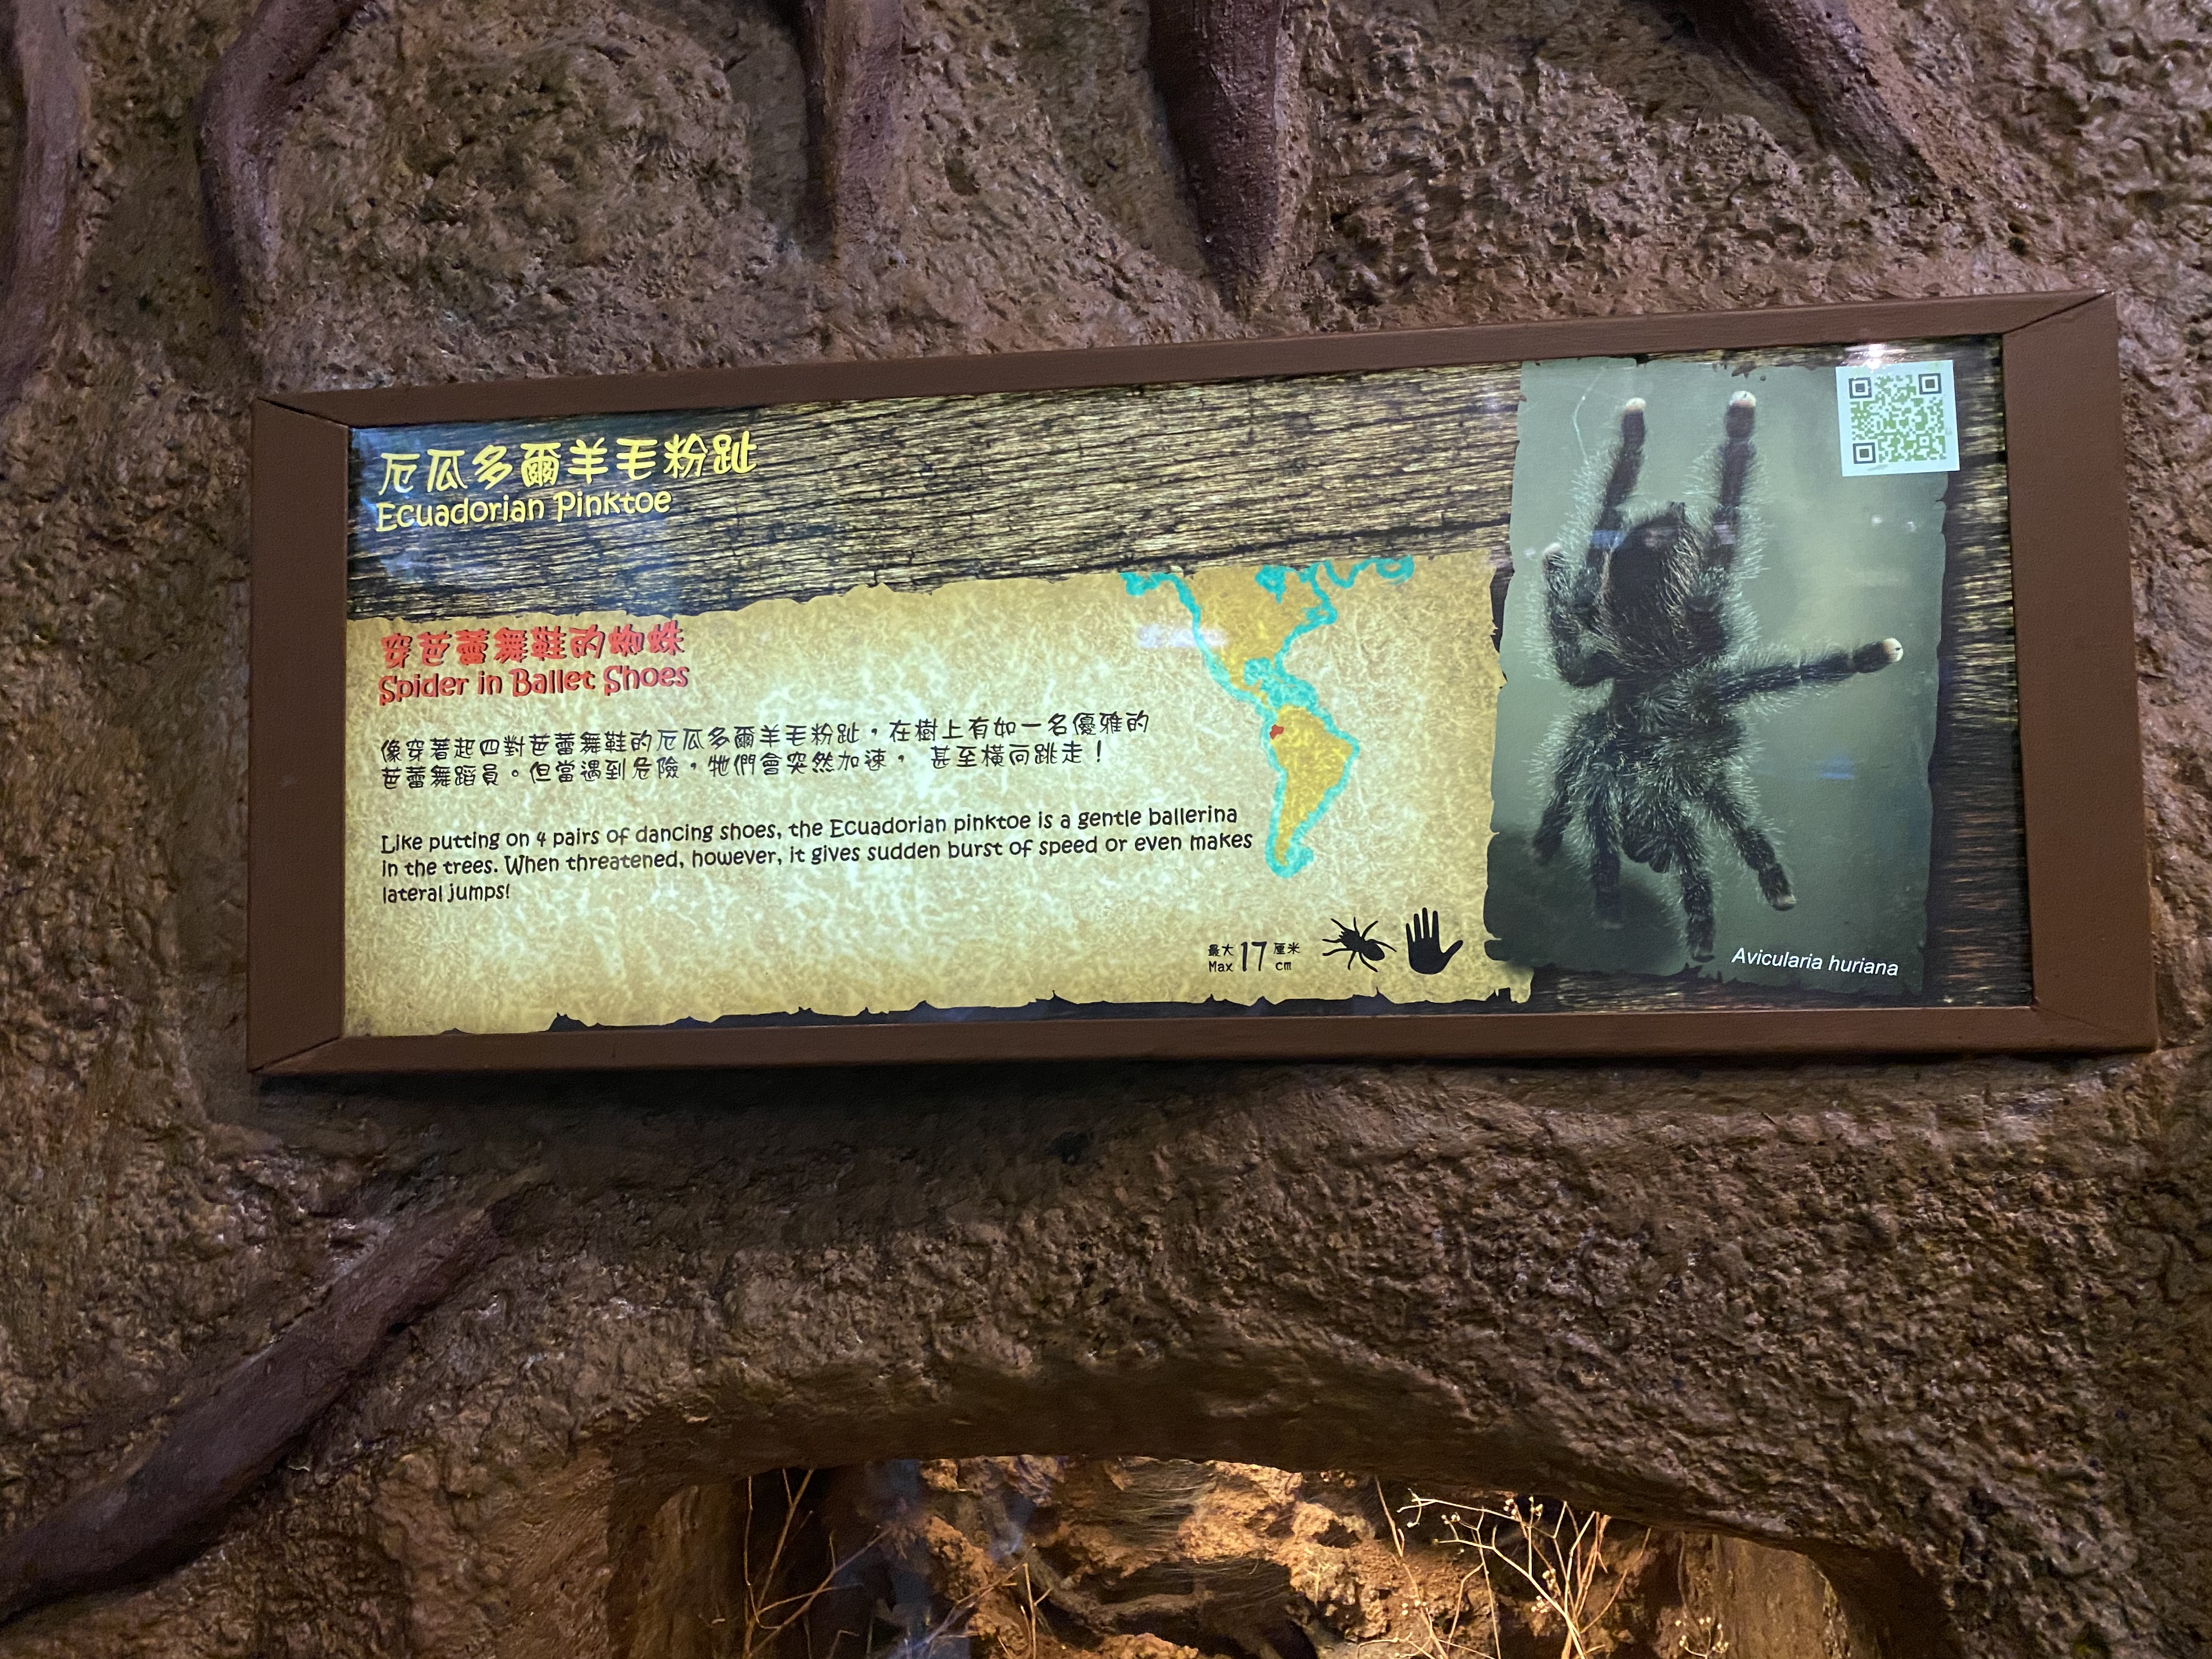 厄瓜多爾羊毛粉趾
Ecuadorian Pinktoe
穿芭蕾舞鞋的蜘蛛
Spider in Ballet Shoes
像穿著起四對芭蕾舞鞋的厄瓜多爾羊毛粉趾，在樹上有如一名優雅的
芭蕾舞蹈員。但當遇到危險，牠們會突然加速， 甚至橫向跳走！
Like putting on 4 pairs of dancing shoes, the Ecuadorian pinktoe is a gentle ballerina
in the trees. When threatened, however, it gives sudden burst of speed or even makes
lateral jumps!
最大 17 厘米
Max cm
Avicularia huriana